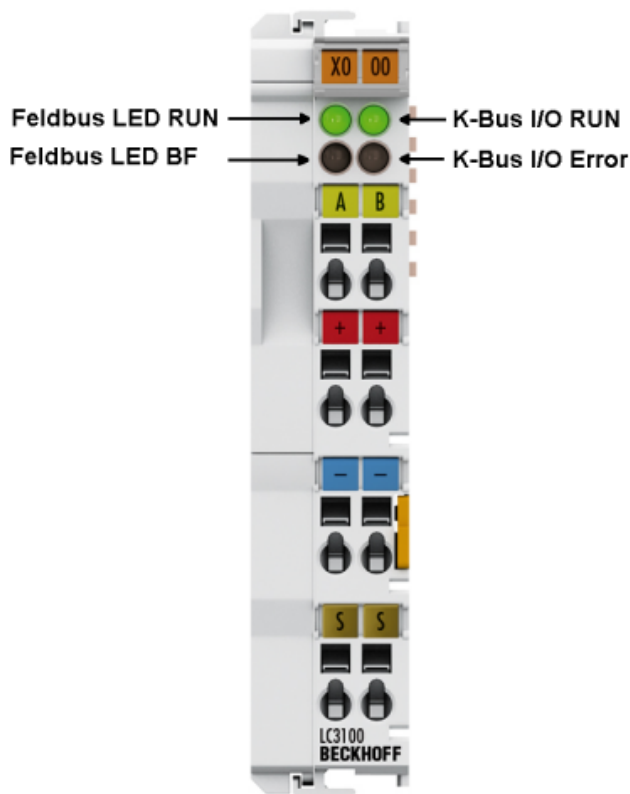 X0 00
Feldbus LED RUN
K-Bus I/O RUN
Feldbus LED BF
K-Bus I/O Error
A B
+ +
− −
S S
LC3100
BECKHOFF